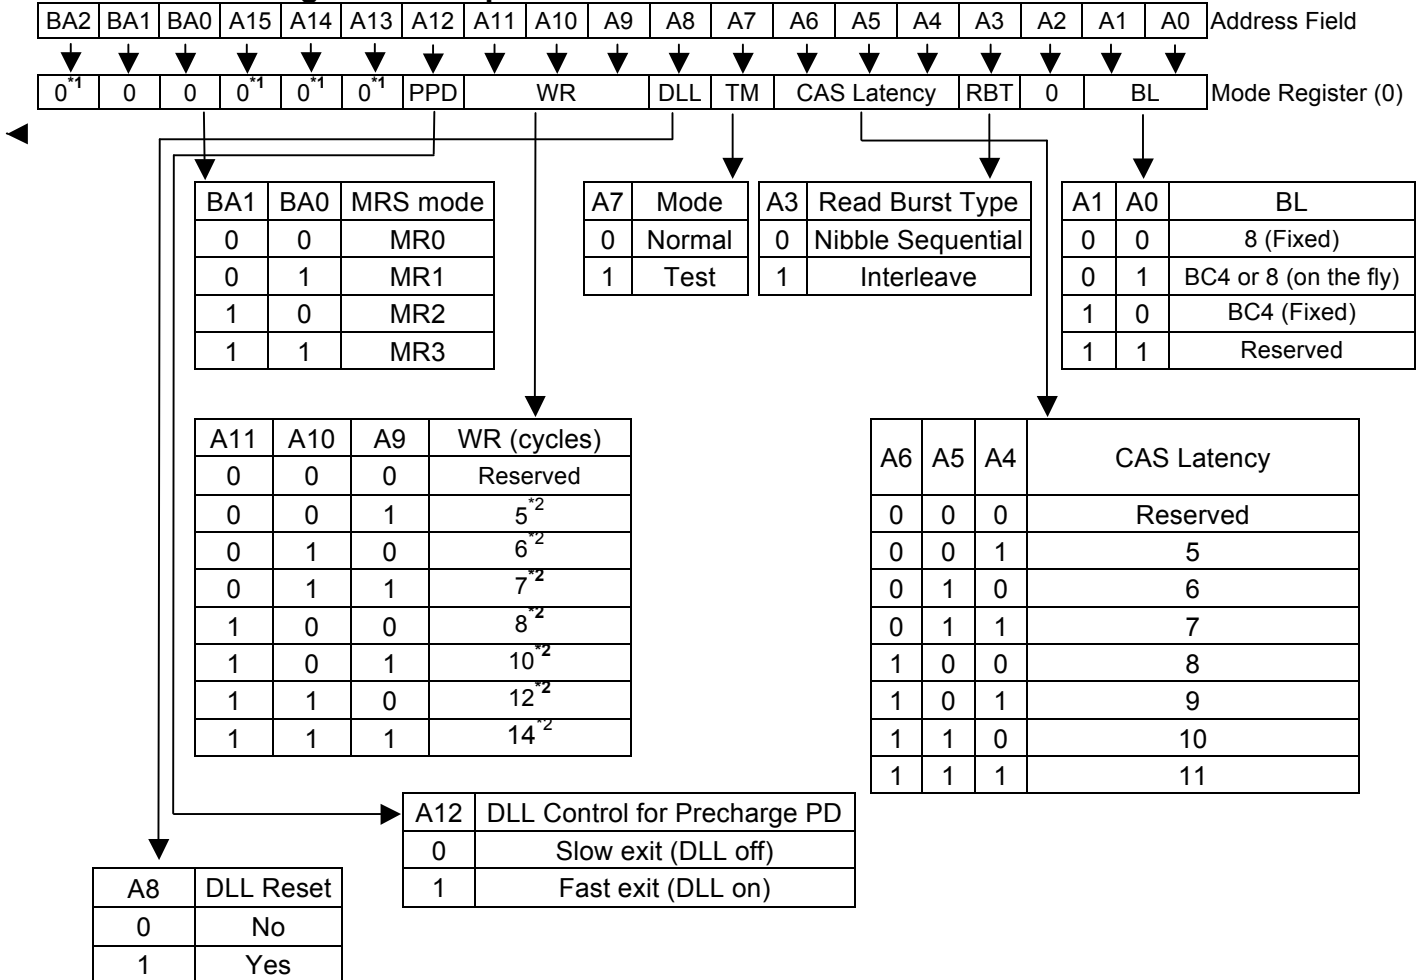 BA2 BA1 BA0 A15 A14 A13 A12 A11 A10 A9 A8 A7 A6 A5 A4 A3 A2 A1 A0 Address Field
0*1 0 0 0*1 0*1 0*1 PPD WR DLL TM CAS Latency RBT 0 BL Mode Register (0)
BA1 BA0 MRS mode
0 0 MR0
0 1 MR1
1 0 MR2
1 1 MR3
A7 Mode
0 Normal
1 Test
A3 Read Burst Type
0 Nibble Sequential
1 Interleave
A1 A0 BL
0 0 8 (Fixed)
0 1 BC4 or 8 (on the fly)
1 0 BC4 (Fixed)
1 1 Reserved
A11 A10 A9 WR (cycles)
0 0 0 Reserved
0 0 1 5*2
0 1 0 6*2
0 1 1 7*2
1 0 0 8*2
1 0 1 10*2
1 1 0 12*2
1 1 1 14*2
A6 A5 A4 CAS Latency
0 0 0 Reserved
0 0 1 5
0 1 0 6
0 1 1 7
1 0 0 8
1 0 1 9
1 1 0 10
1 1 1 11
A12 DLL Control for Precharge PD
0 Slow exit (DLL off)
1 Fast exit (DLL on)
A8 DLL Reset
0 No
1 Yes